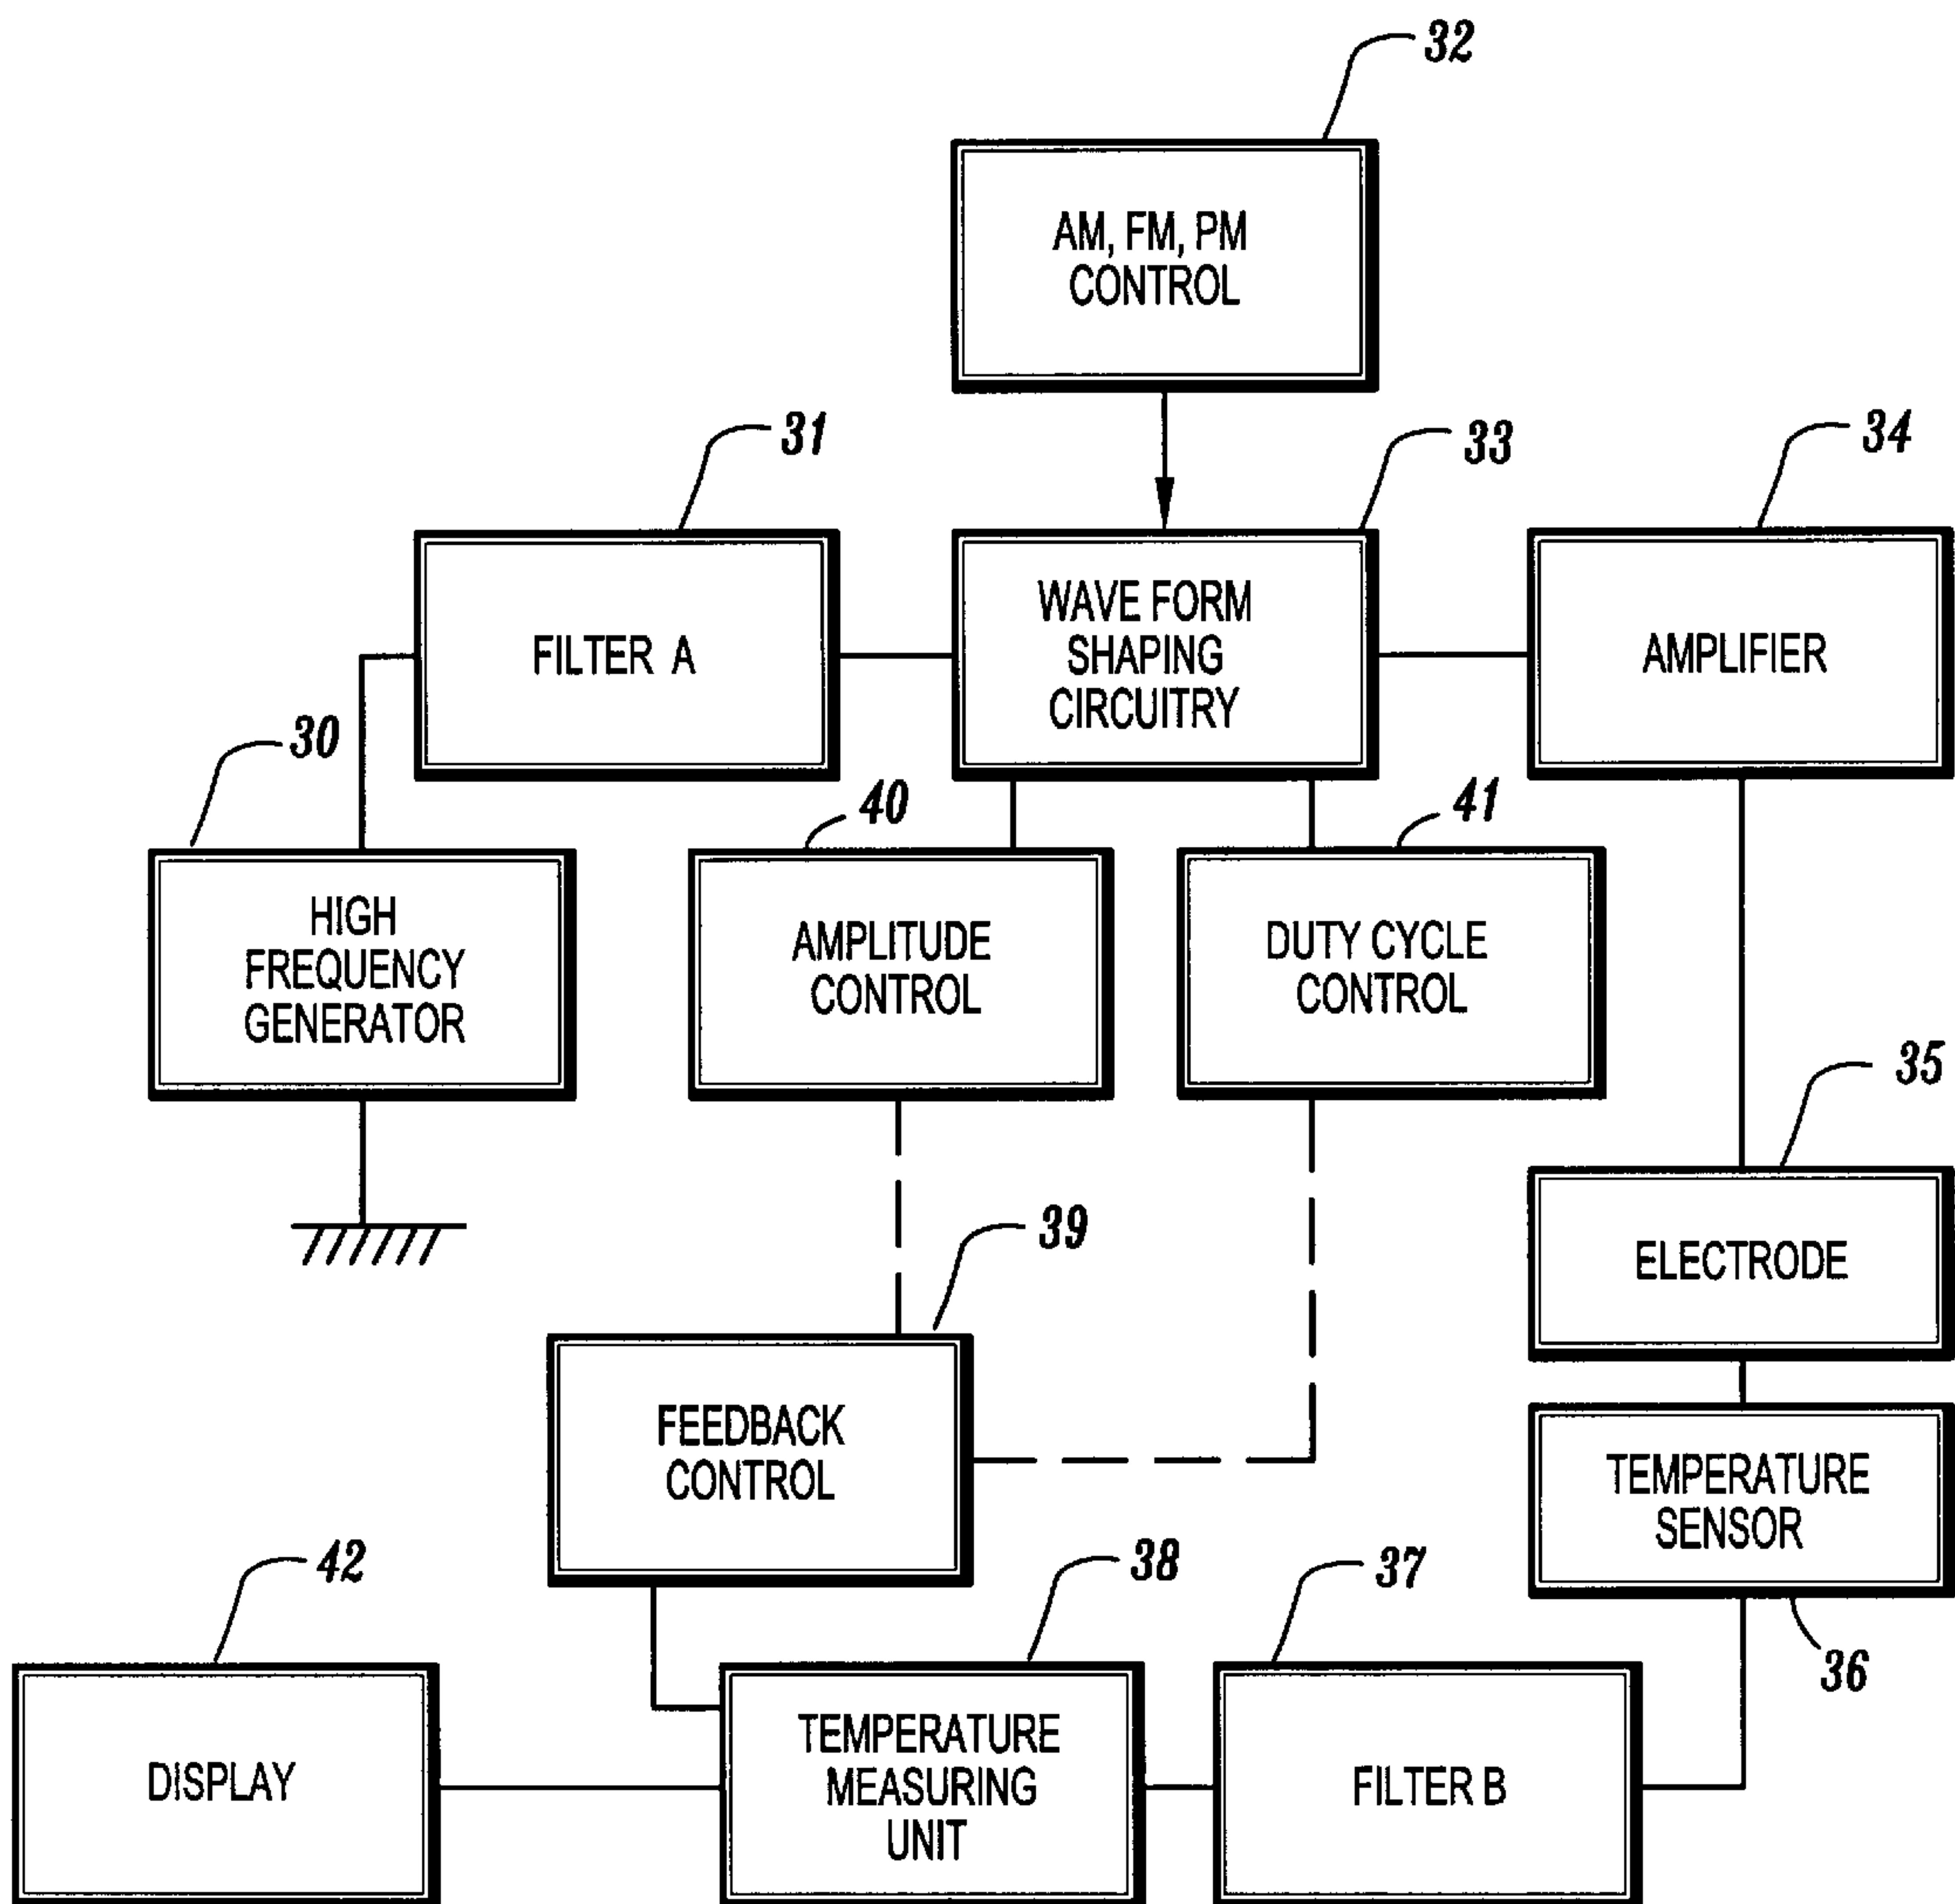 32
AM, FM, PM
CONTROL
31
33
34
FILTER A
WAVE FORM
SHAPING
CIRCUITRY
AMPLIFIER
30
40
41
HIGH
FREQUENCY
GENERATOR
AMPLITUDE
CONTROL
DUTY CYCLE
CONTROL
35
ELECTRODE
39
FEEDBACK
CONTROL
TEMPERATURE
SENSOR
36
42
38
37
DISPLAY
TEMPERATURE
MEASURING
UNIT
FILTER B